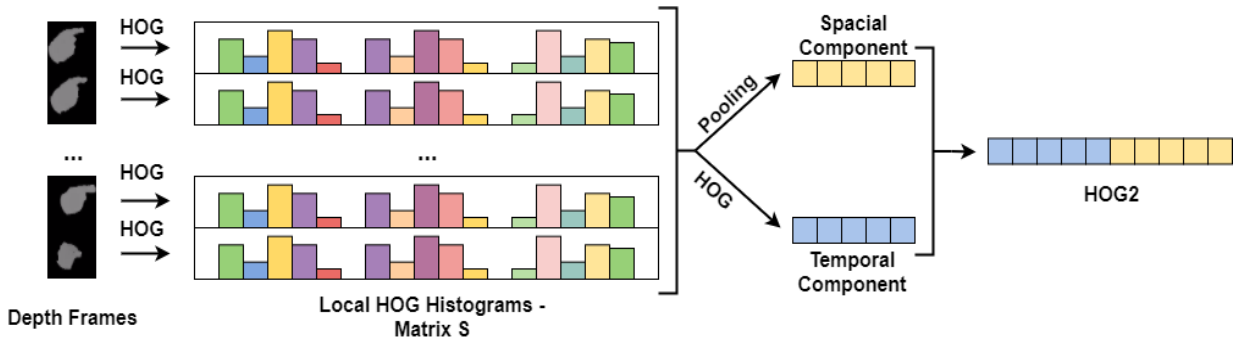 HOG
HOG
...
HOG
HOG
Depth Frames
...
Local HOG Histograms -
Matrix S
Pooling
HOG
Spacial
Component
Temporal
Component
HOG2